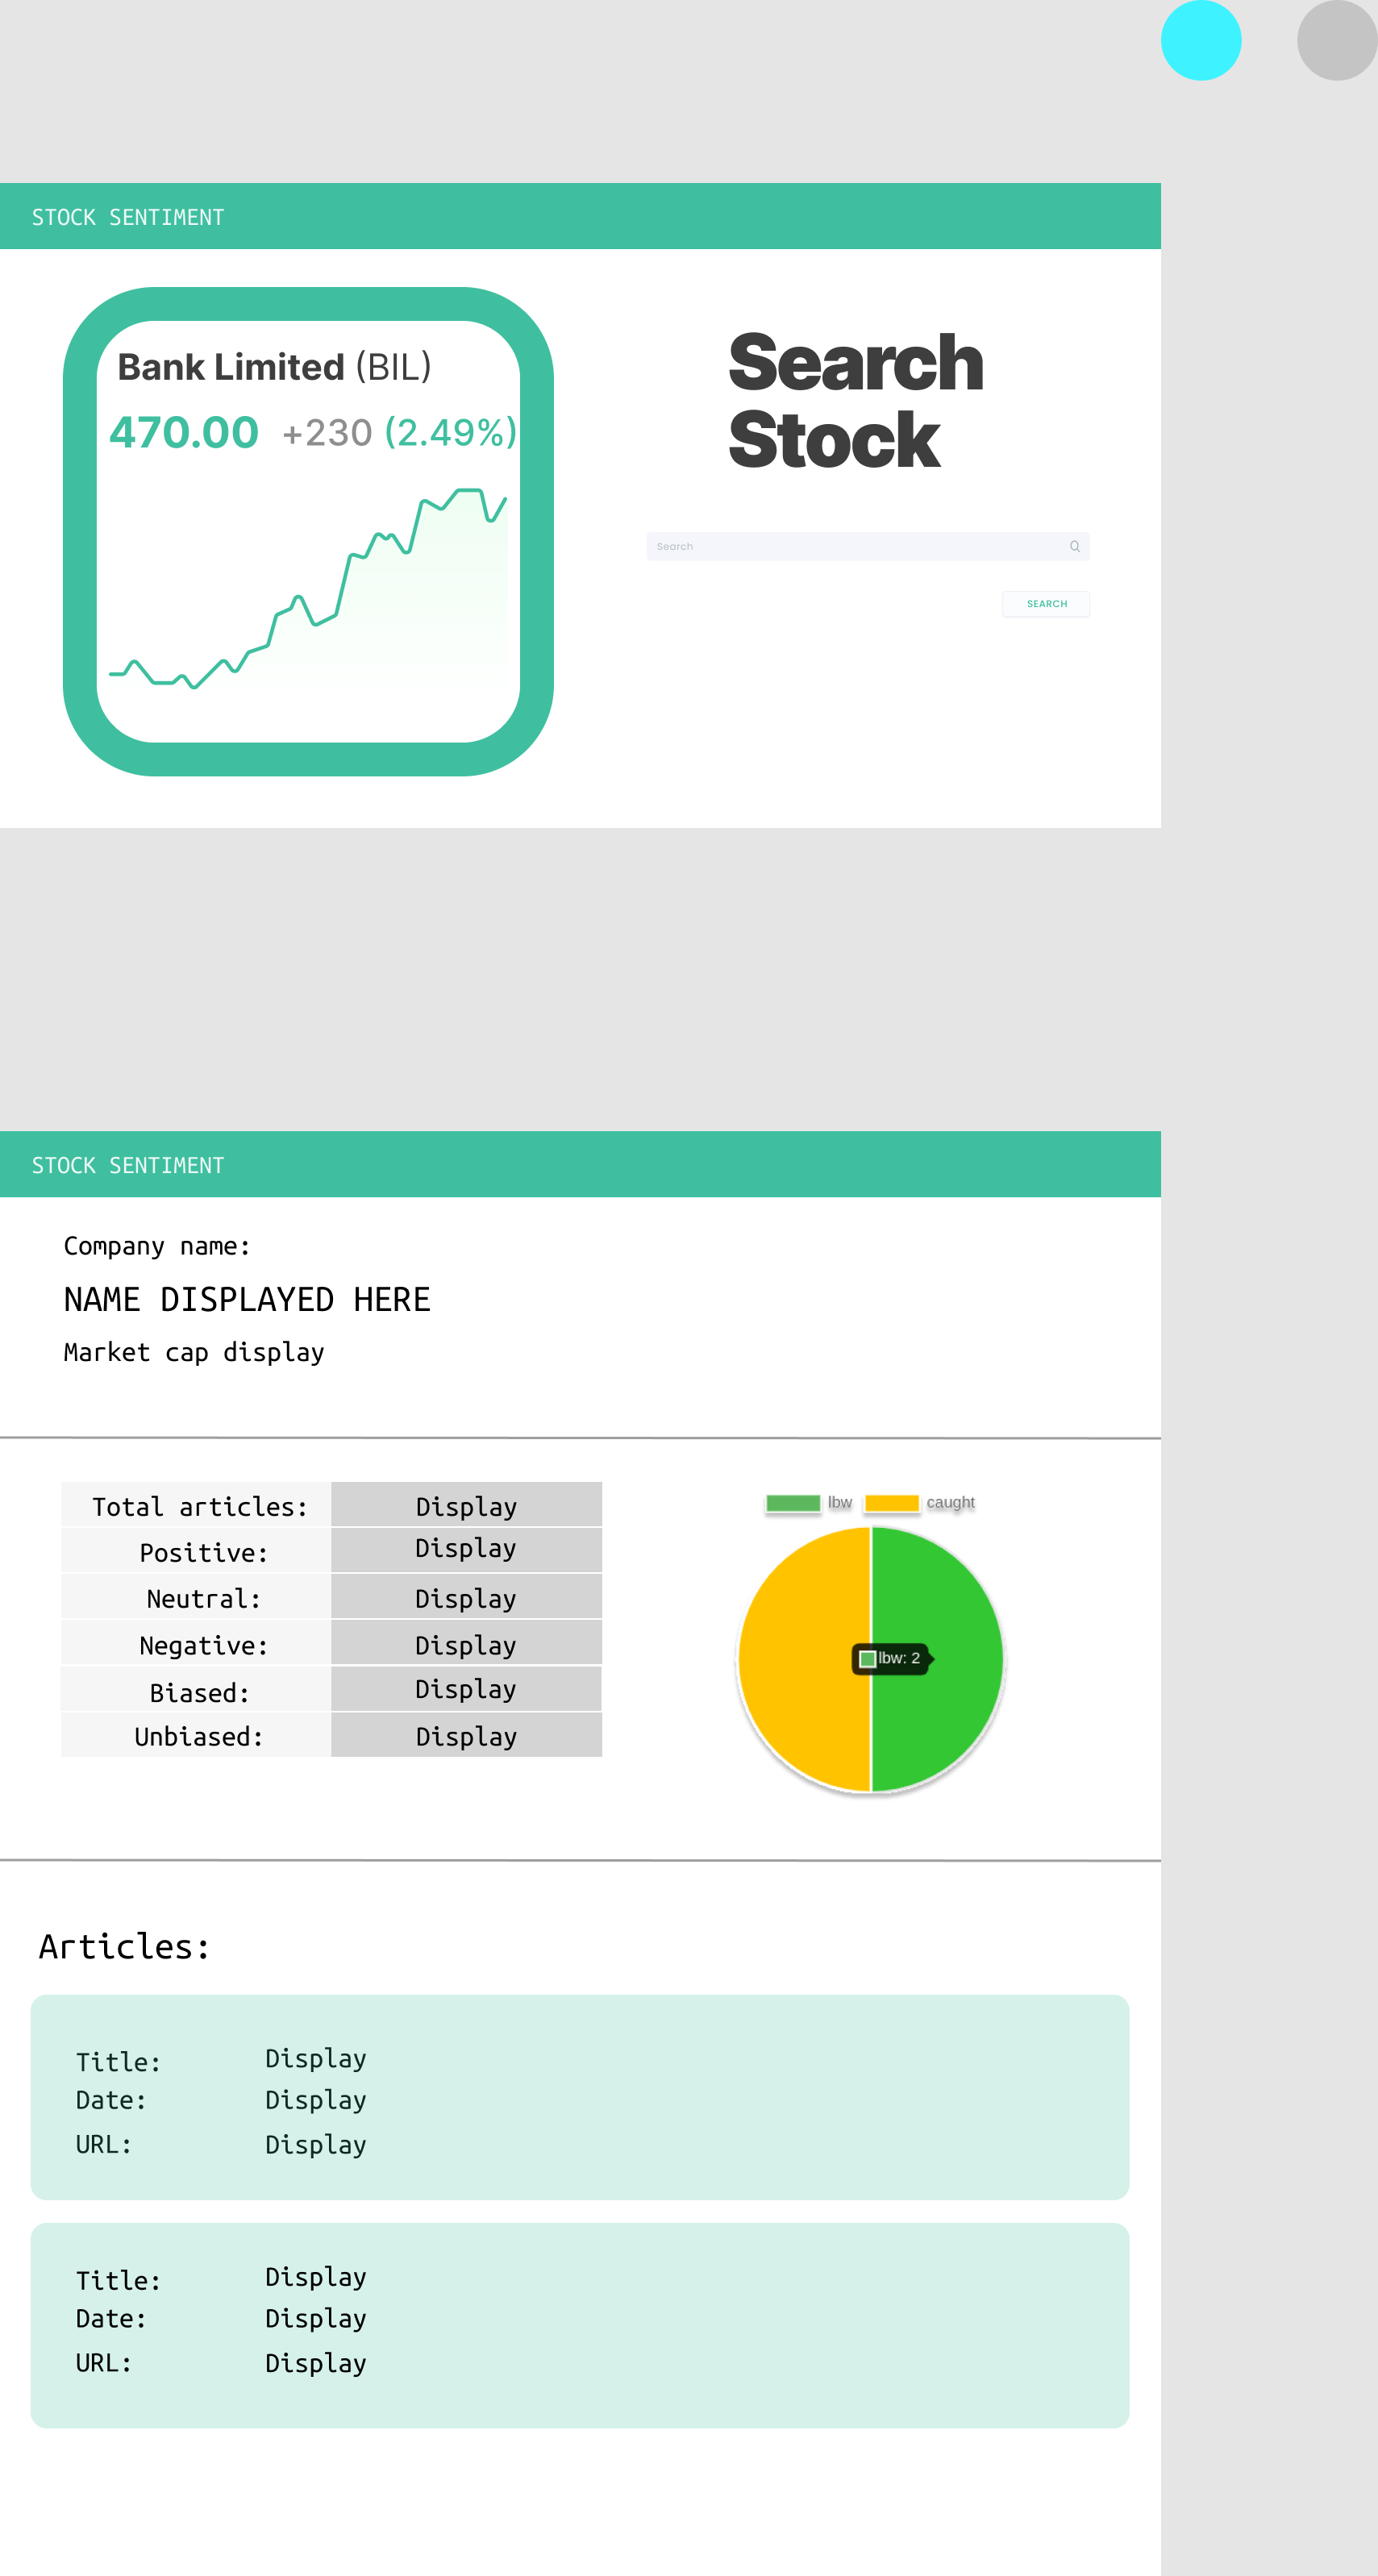 STOCK SENTIMENT
Bank Limited (BIL)
470.00 +230 (2.49%)
Search
Stock
Search
SEARCH
STOCK SENTIMENT
Company name:
NAME DISPLAYED HERE
Market cap display
Total articles: Display
Positive: Display
Neutral: Display
Negative: Display
Biased: Display
Unbiased: Display
lbw caught
lbw: 2
Articles:
Title: Display
Date: Display
URL: Display
Title: Display
Date: Display
URL: Display